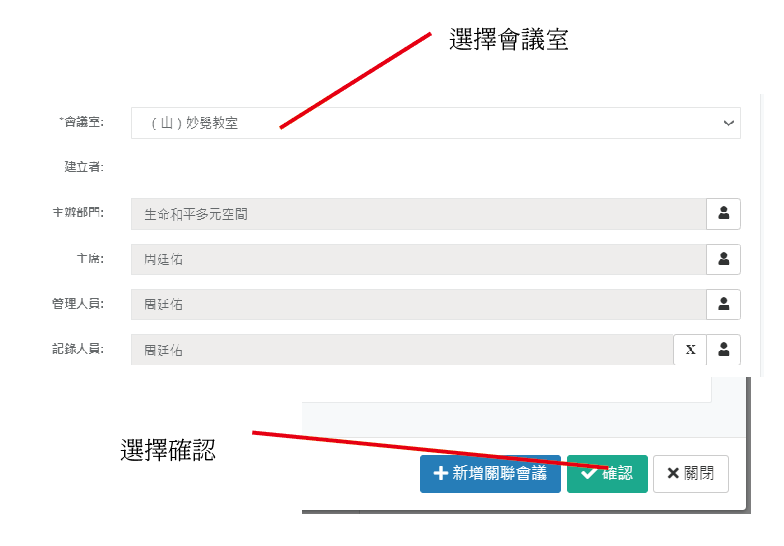 選擇會議室
*會議室: (山)妙覺教室
建立者:
主辦部門: 生命和平多元空間
主席: 周廷佑
管理人員: 周廷佑
記錄人員: 周廷佑 X
選擇確認
新增關聯會議 確認 關閉